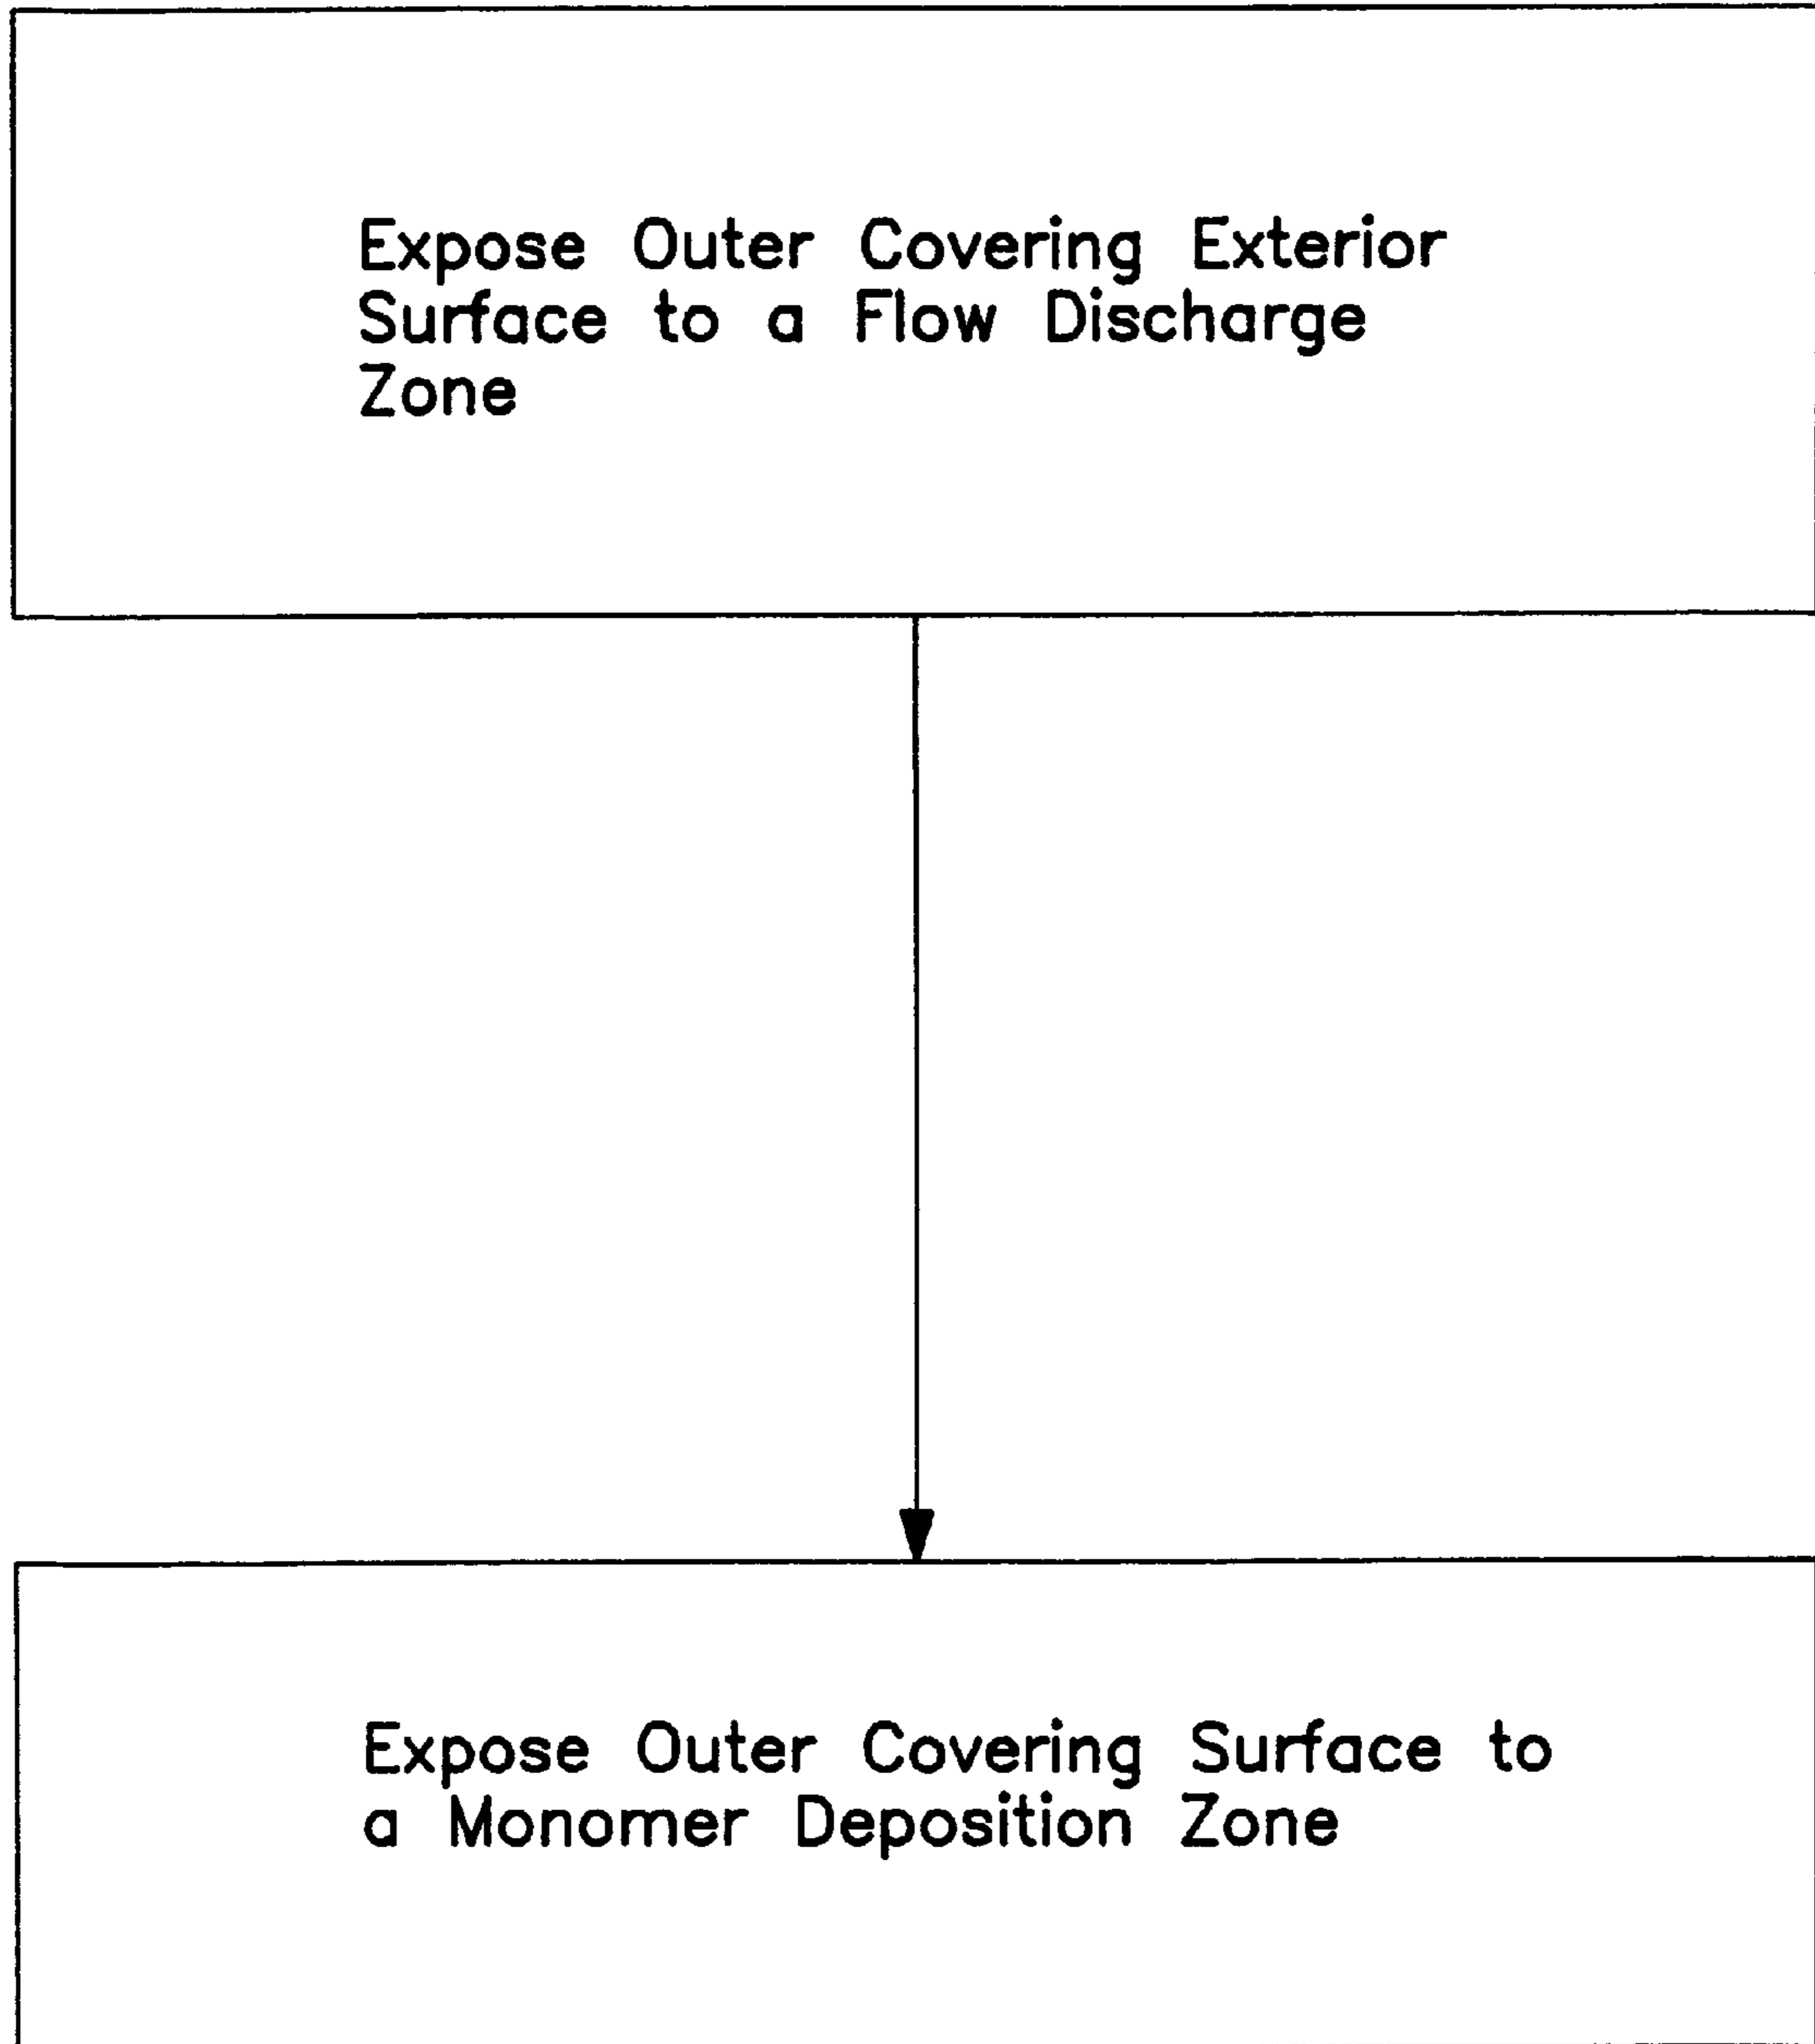 Expose Outer Covering Exterior
Surface to a Flow Discharge
Zone
Expose Outer Covering Surface to
a Monomer Deposition Zone